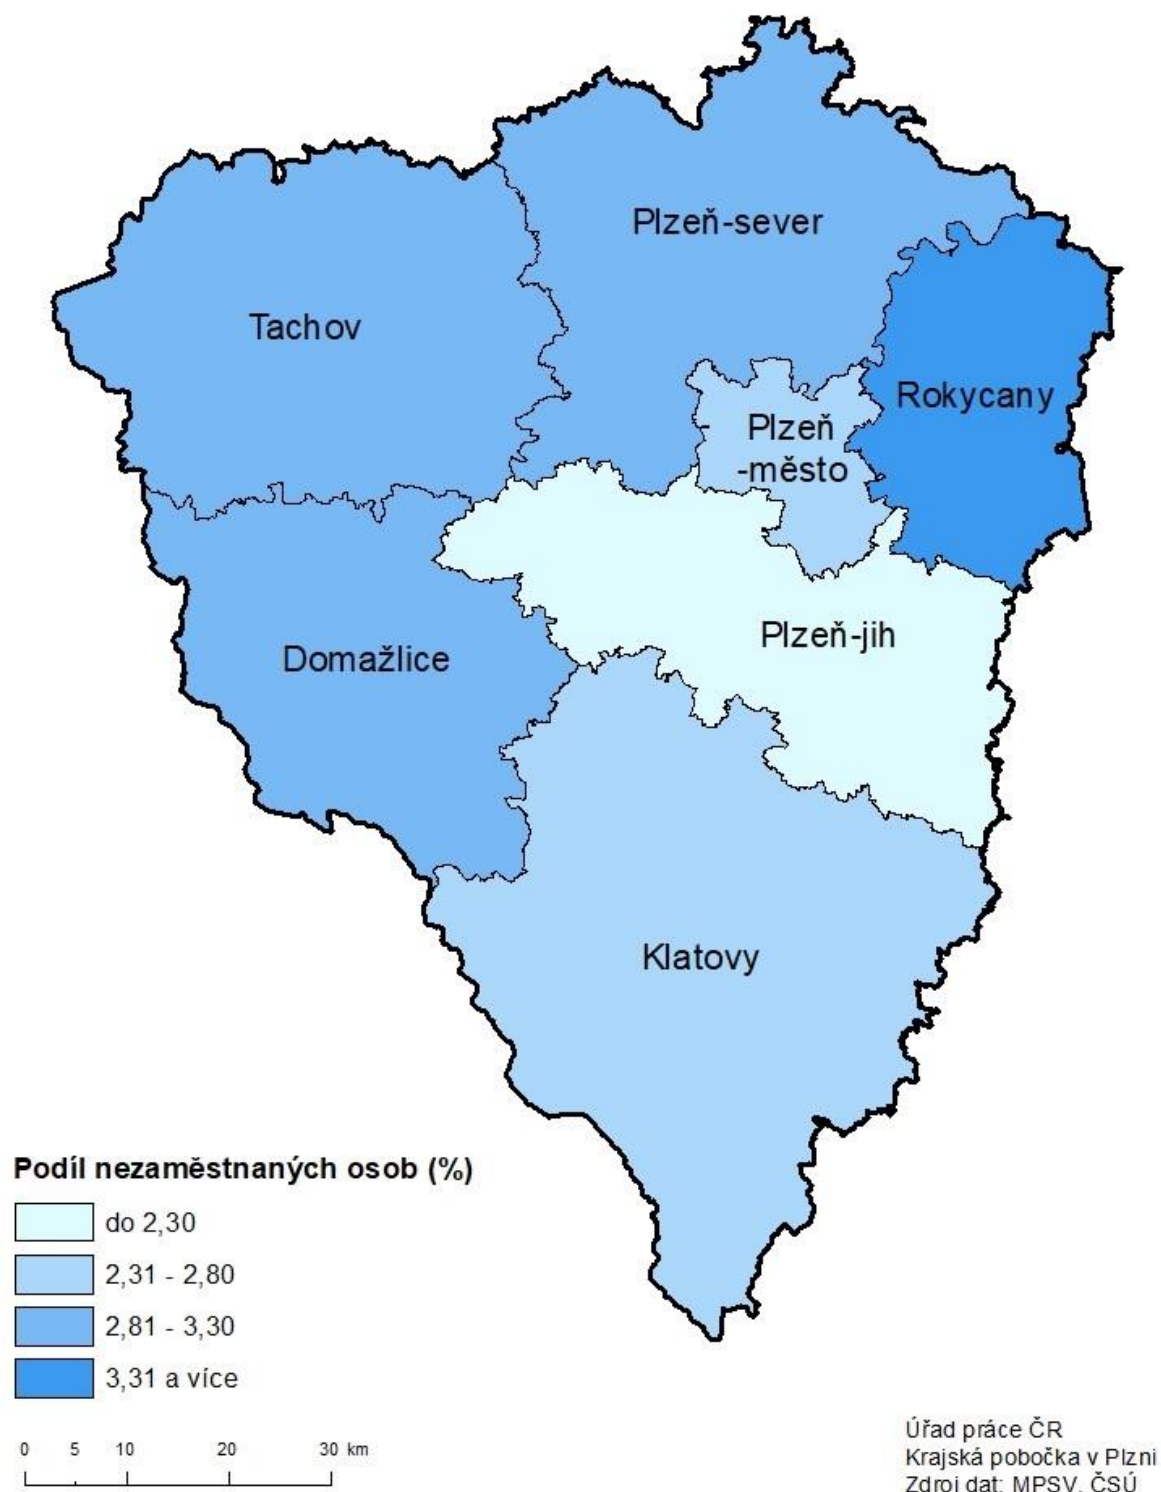 Plzeň-sever
Tachov
Rokycany
Plzeň
-město
Plzeň-jih
Domažlice
Klatovy
Podíl nezaměstnaných osob (%)
do 2,30
2,31 - 2,80
2,81 - 3,30
3,31 a více
0 5 10 20 30 km
Úřad práce ČR
Krajská pobočka v Plzni
Zdroj dat: MPSV, ČSÚ